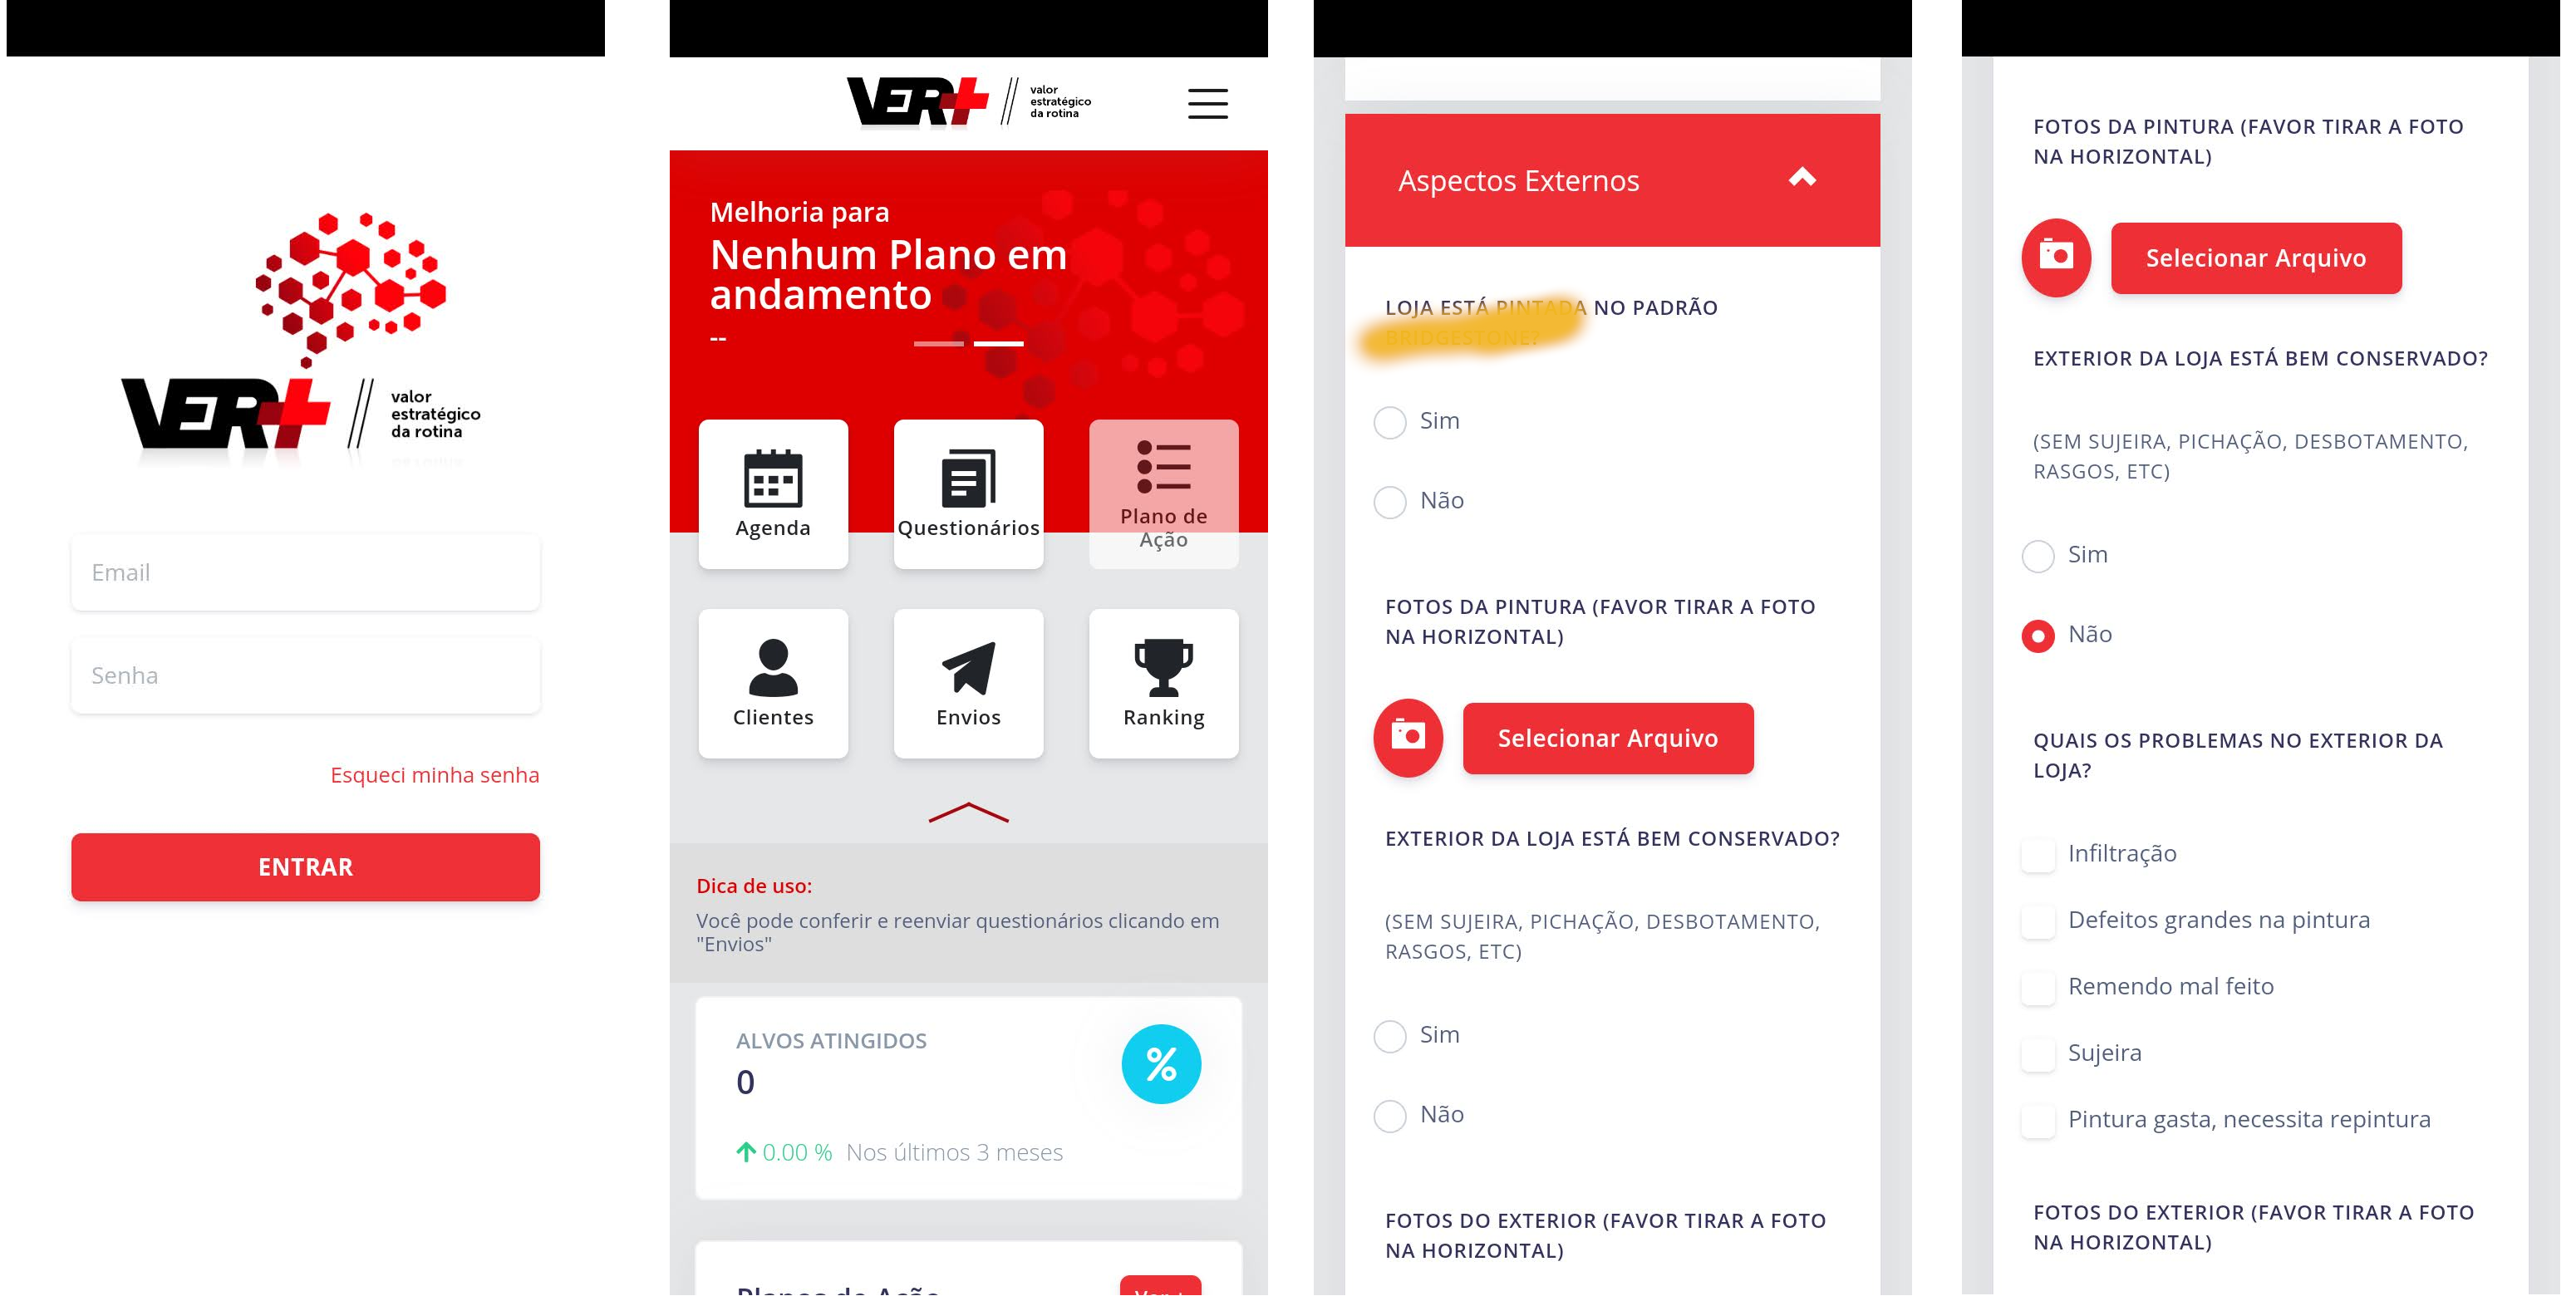 VER+
valor
estratégico
da rotina
Email
Senha
Esqueci minha senha
ENTRAR
VER+
valor
estratégico
da rotina
Melhoria para
Nenhum Plano em
andamento
--
Agenda
Questionários
Plano de
Ação
Clientes
Envios
Ranking
Dica de uso:
Você pode conferir e reenviar questionários clicando em
"Envios"
ALVOS ATINGIDOS
0
%
0.00 % Nos últimos 3 meses
Planos de Ação
Ver +
Aspectos Externos
LOJA ESTÁ PINTADA NO PADRÃO
BRIDGESTONE?
Sim
Não
FOTOS DA PINTURA (FAVOR TIRAR A FOTO
NA HORIZONTAL)
Selecionar Arquivo
EXTERIOR DA LOJA ESTÁ BEM CONSERVADO?
(SEM SUJEIRA, PICHAÇÃO, DESBOTAMENTO,
RASGOS, ETC)
Sim
Não
FOTOS DO EXTERIOR (FAVOR TIRAR A FOTO
NA HORIZONTAL)
FOTOS DA PINTURA (FAVOR TIRAR A FOTO
NA HORIZONTAL)
Selecionar Arquivo
EXTERIOR DA LOJA ESTÁ BEM CONSERVADO?
(SEM SUJEIRA, PICHAÇÃO, DESBOTAMENTO,
RASGOS, ETC)
Sim
Não
QUAIS OS PROBLEMAS NO EXTERIOR DA
LOJA?
Infiltração
Defeitos grandes na pintura
Remendo mal feito
Sujeira
Pintura gasta, necessita repintura
FOTOS DO EXTERIOR (FAVOR TIRAR A FOTO
NA HORIZONTAL)